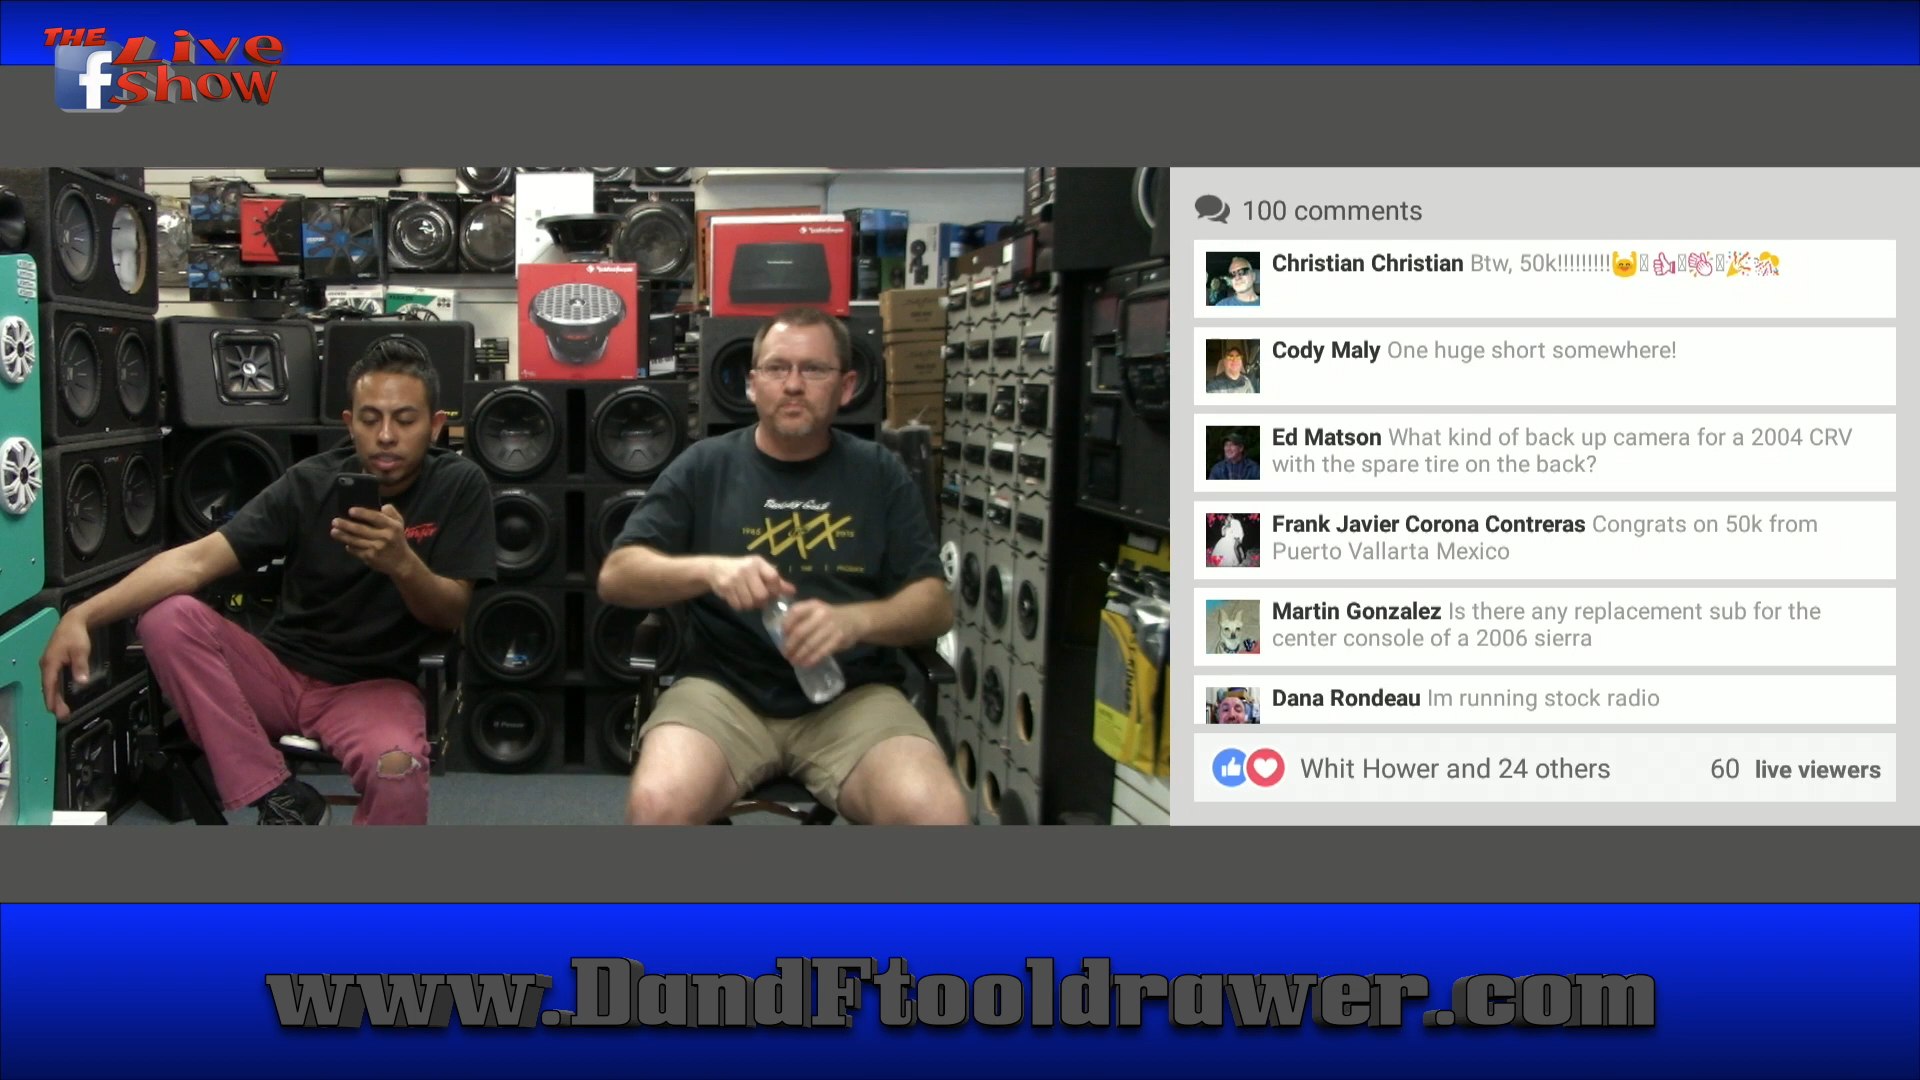 THE
Live
f Show
100 comments
Christian Christian Btw, 50k!!!!!!!!!
Cody Maly One huge short somewhere!
Ed Matson What kind of back up camera for a 2004 CRV
with the spare tire on the back?
Frank Javier Corona Contreras Congrats on 50k from
Puerto Vallarta Mexico
Martin Gonzalez Is there any replacement sub for the
center console of a 2006 sierra
Dana Rondeau Im running stock radio
Whit Hower and 24 others 60 live viewers
www.DandFtooldrawer.com